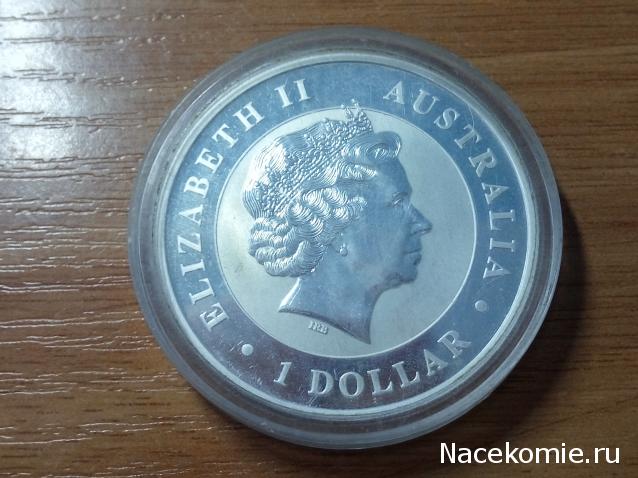 ELIZABETH II AUSTRALIA • 1 DOLLAR •
IRB
Nacekomie.ru